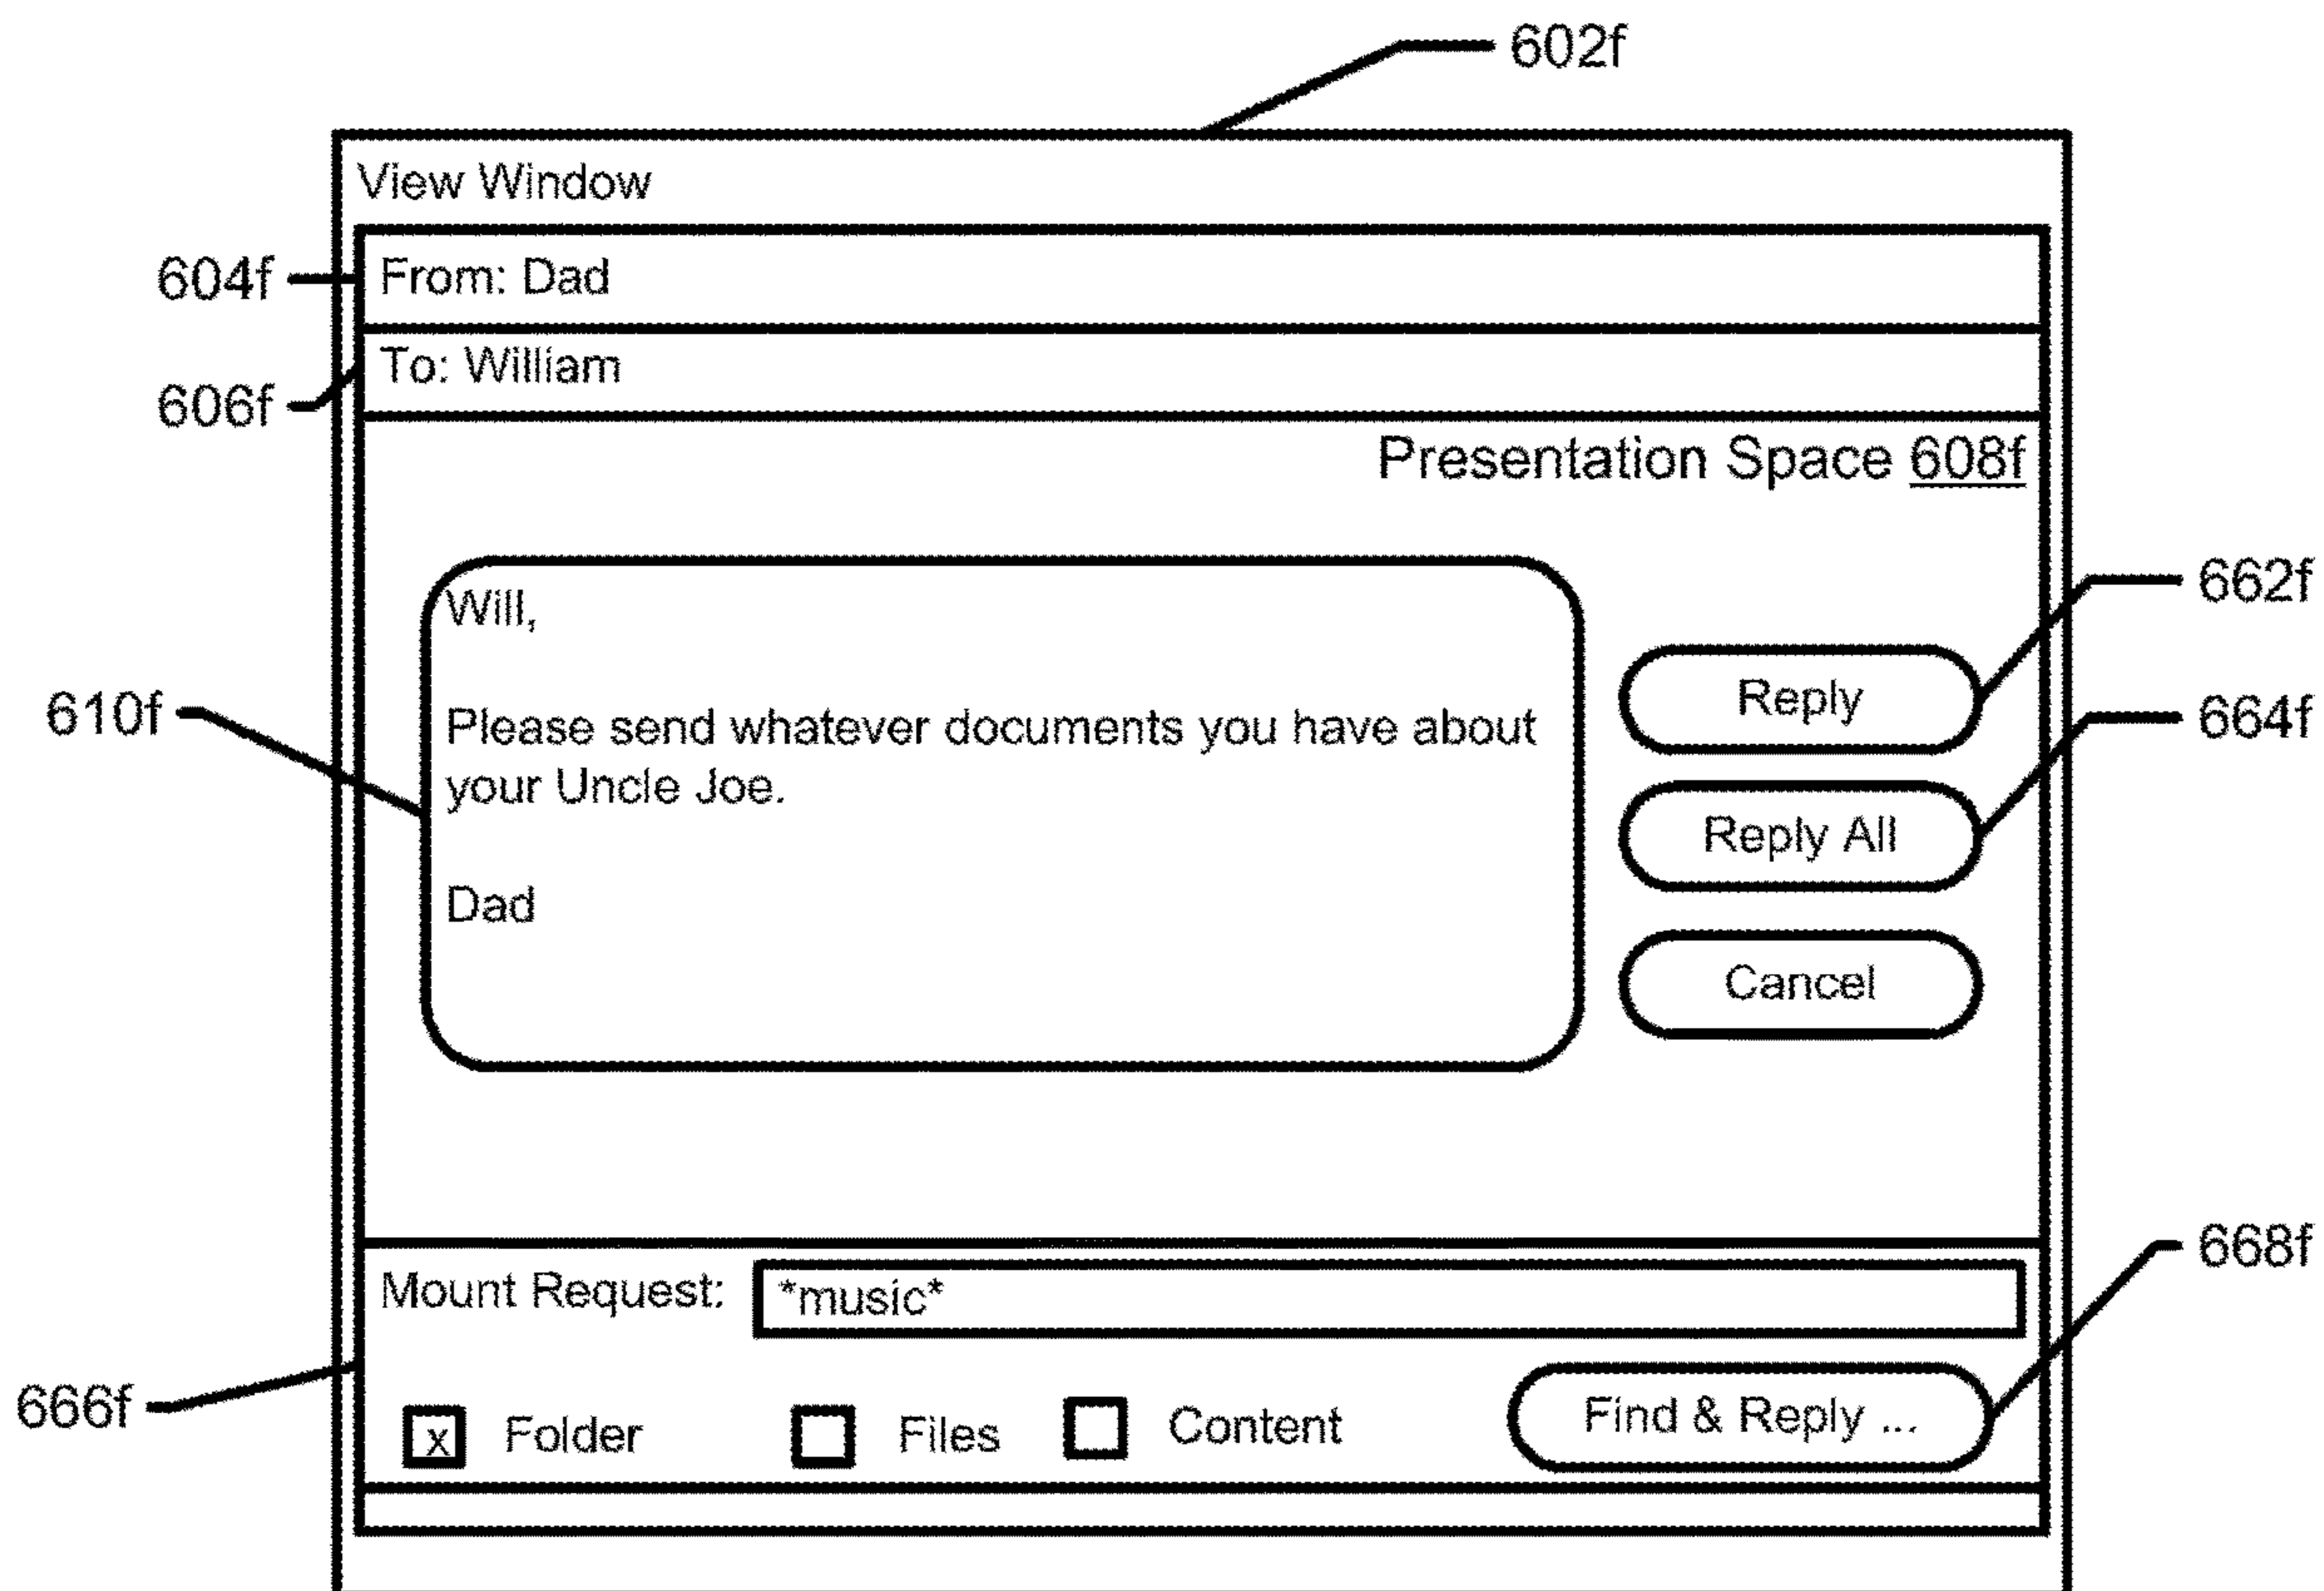 602f
View Window
604f
From: Dad
To: William
606f
Presentation Space 608f
Will,
662f
Please send whatever documents you have about
your Uncle Joe.
610f
Reply
664f
Reply All
Dad
Cancel
668f
Mount Request:
*music*
666f
x Folder
Files
Content
Find & Reply ...